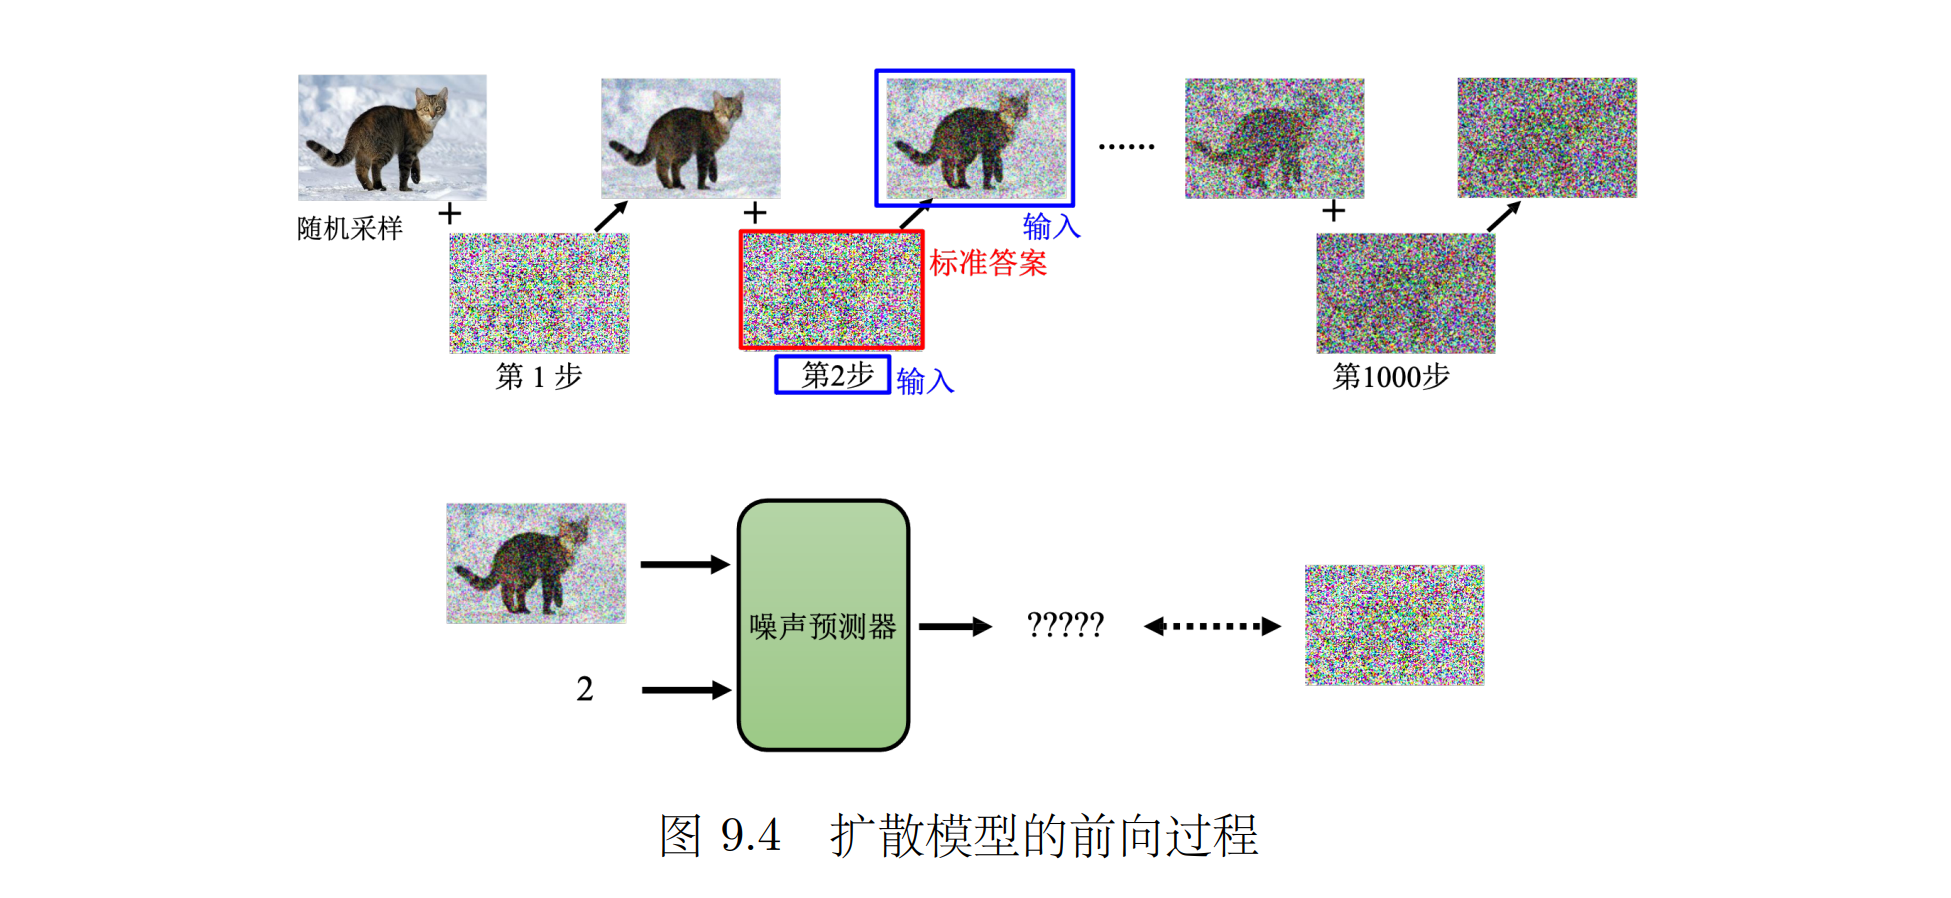 随机采样
+
+
+
......
输入
标准答案
第 1 步
第2步
输入
第1000步
噪声预测器
?????
2
图 9.4 扩散模型的前向过程